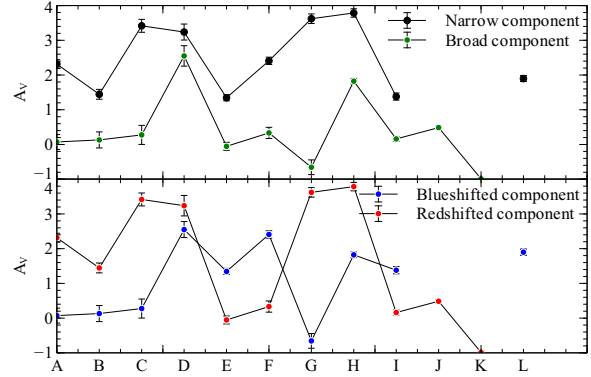 4
3
2
1
0
−1
A_V
Narrow component
Broad component
4
3
2
1
0
−1
A_V
Blueshifted component
Redshifted component
A B C D E F G H I J K L